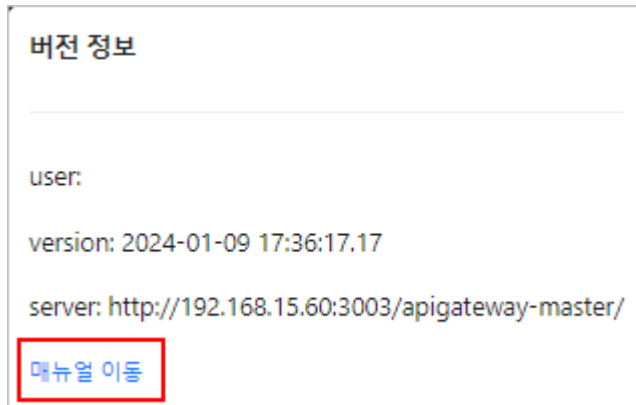 버전 정보
user:
version: 2024-01-09 17:36:17.17
server: http://192.168.15.60:3003/apigateway-master/
매뉴얼 이동